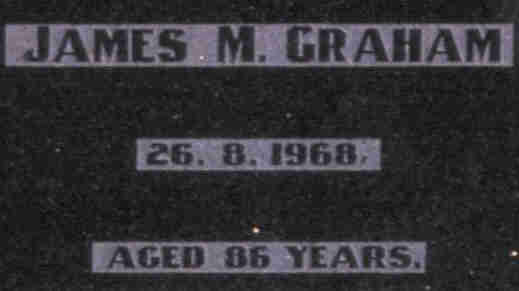 JAMES M. GRAHAM
26. 8. 1968.
AGED 86 YEARS.